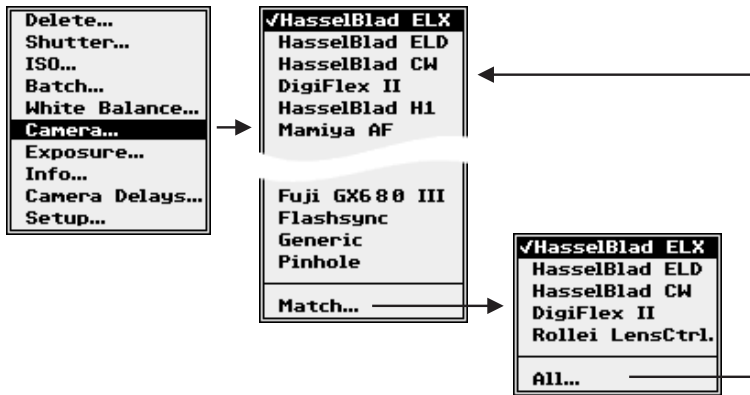 Delete...
Shutter...
ISO...
Batch...
White Balance...
Camera...
Exposure...
Info...
Camera Delays...
Setup...
√HasselBlad ELX
HasselBlad ELD
HasselBlad CW
DigiFlex II
HasselBlad H1
Mamiya AF
Fuji GX680 III
Flashsync
Generic
Pinhole
Match...
√HasselBlad ELX
HasselBlad ELD
HasselBlad CW
DigiFlex II
Rollei LensCtrl.
All...